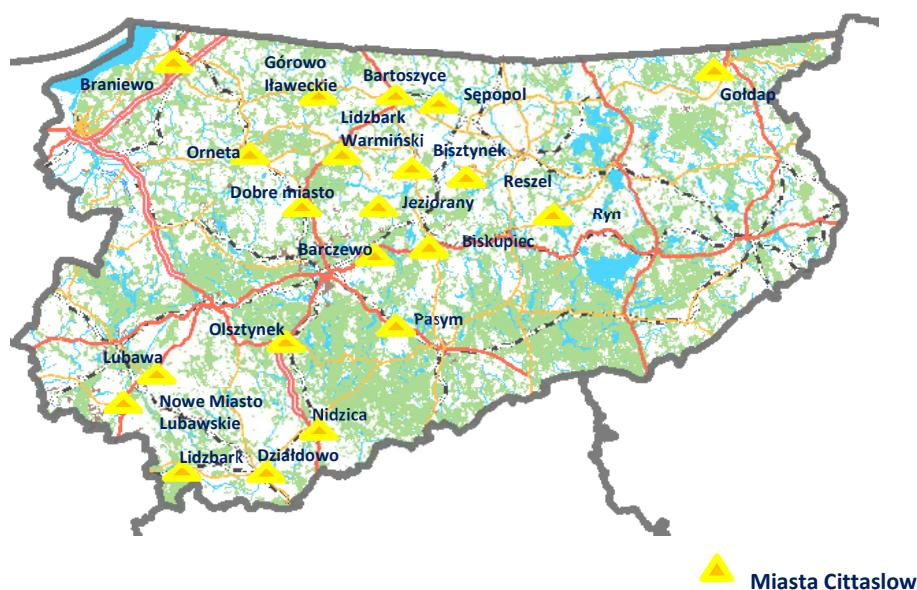 Górowo
Iławeckie
Bartoszyce
Braniewo
Sępopol
Gołdap
Lidzbark
Warmiński
Orneta
Bisztynek
Reszel
Dobre miasto
Jeziorany
Ryn
Barczewo
Biskupiec
Pasym
Olsztynek
Lubawa
Nowe Miasto
Lubawskie
Nidzica
Lidzbark
Działdowo
Miasta Cittaslow